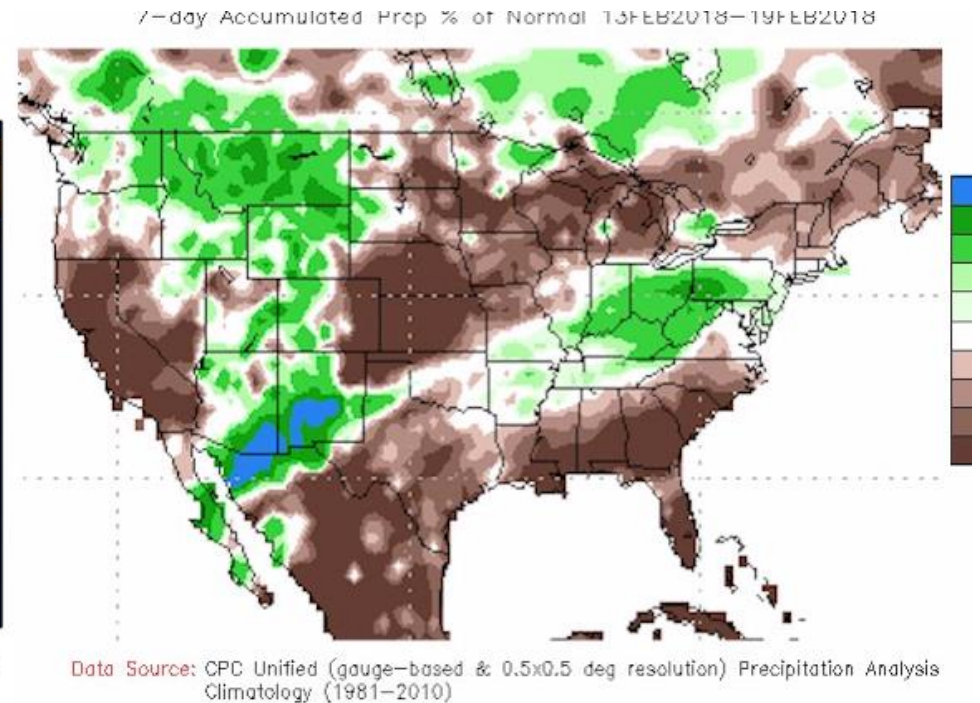 7-day Accumulated Prcp % of Normal 13FEB2018-19FEB2018
Data Source: CPC Unified (gauge-based & 0.5x0.5 deg resolution) Precipitation Analysis
Climatology (1981-2010)